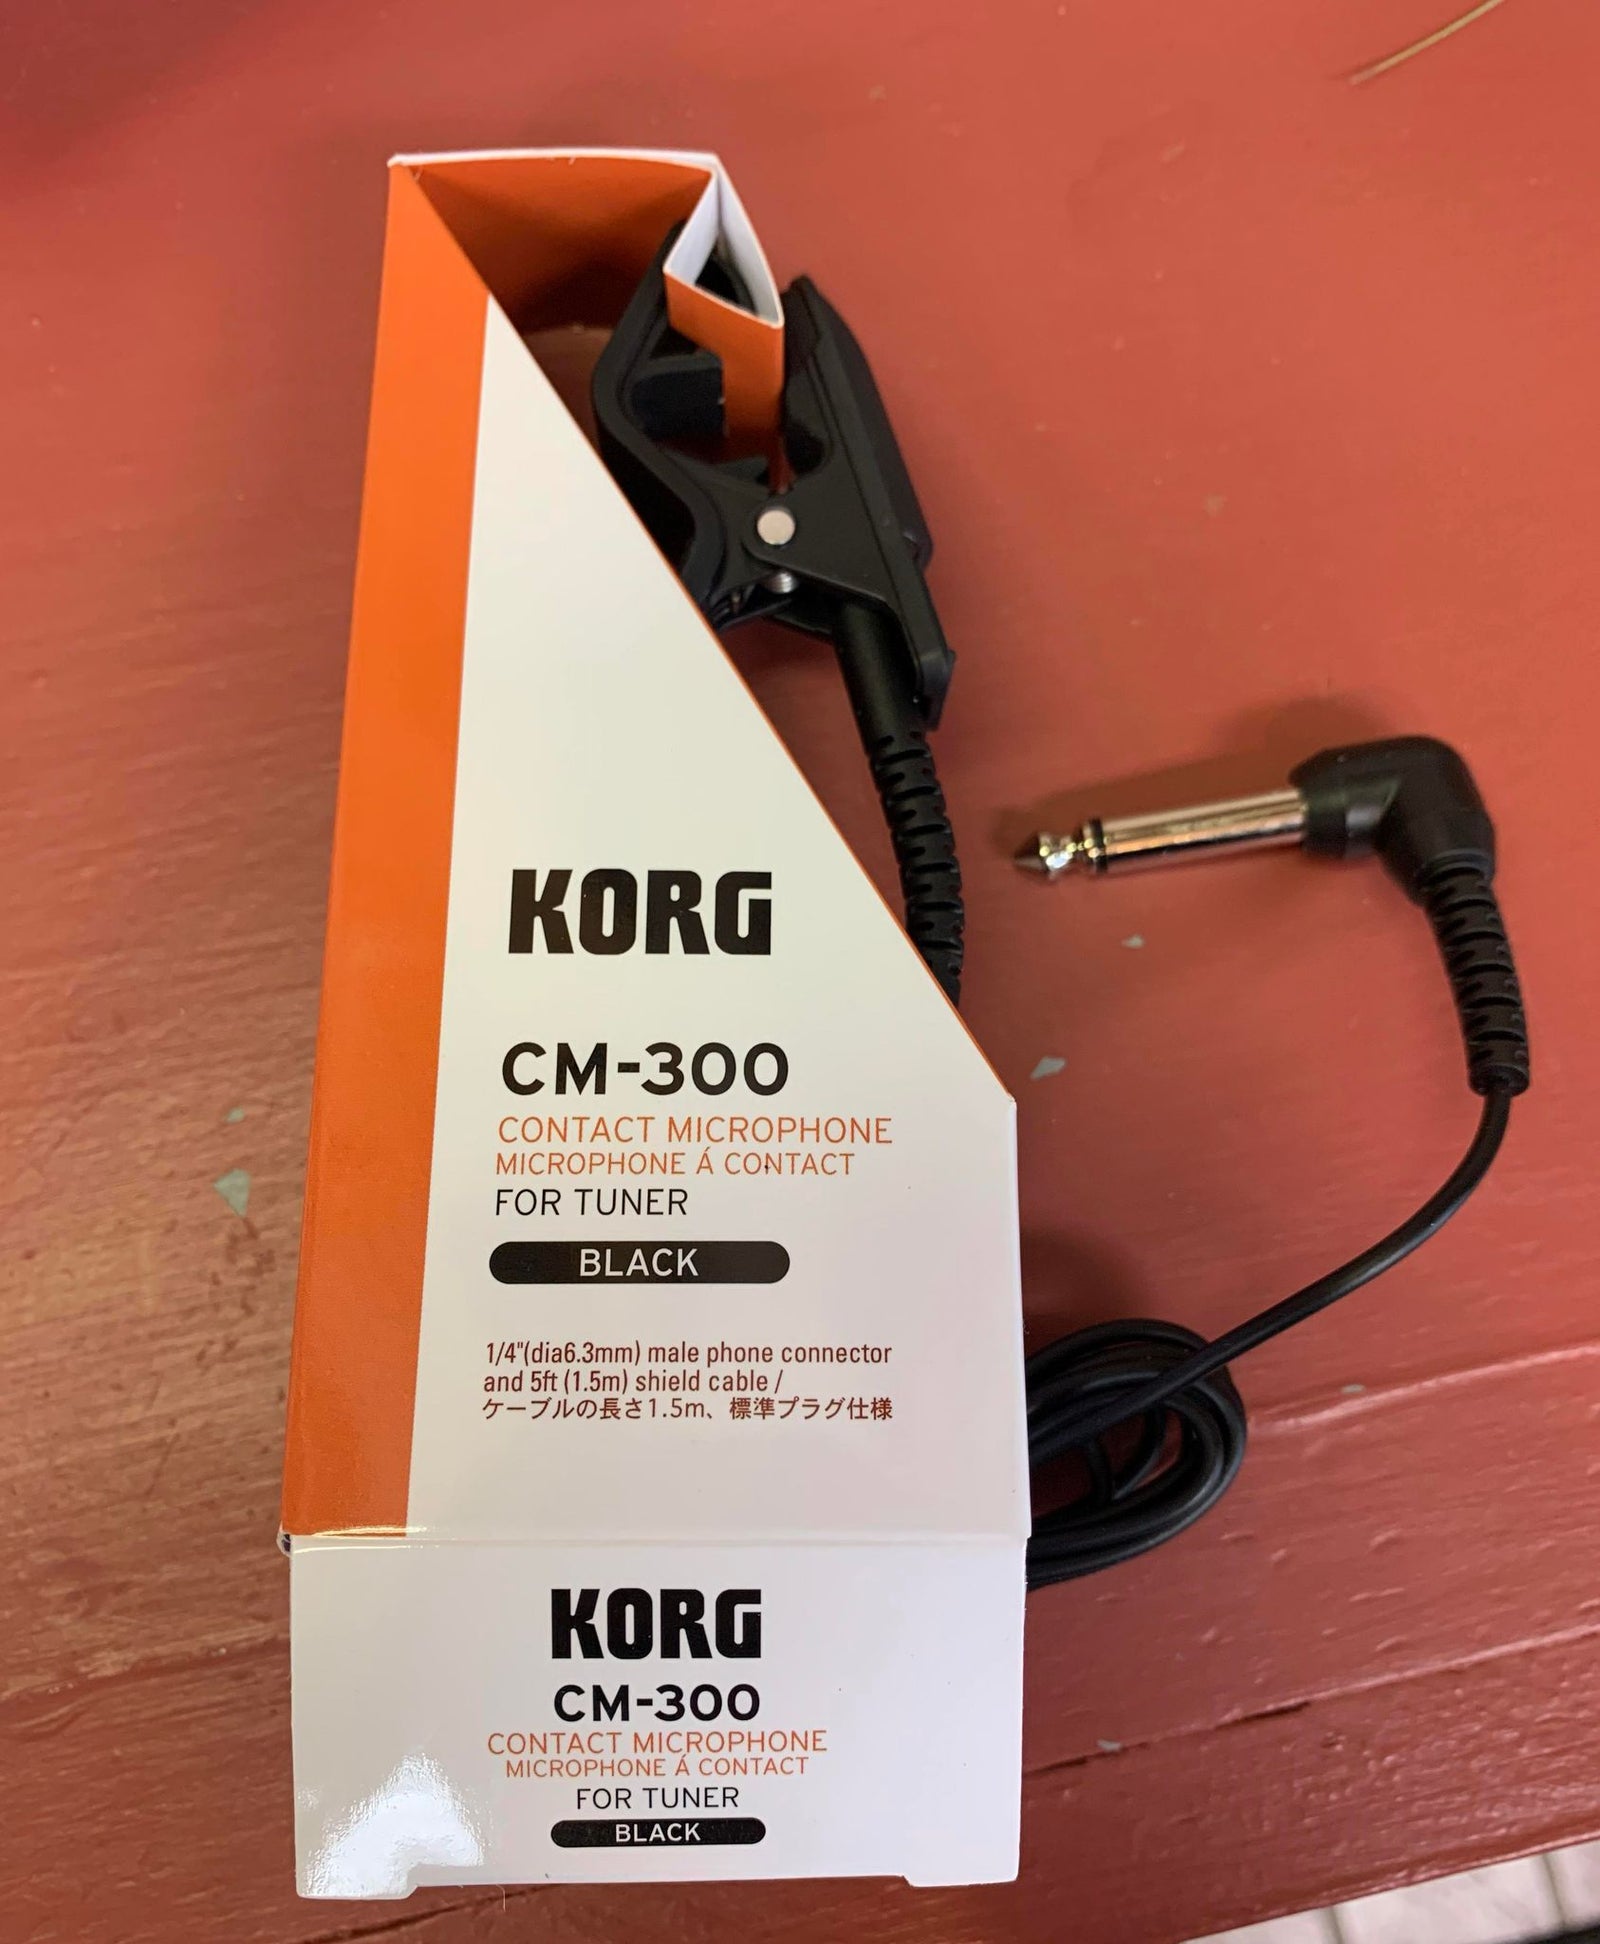 KORG
CM-300
CONTACT MICROPHONE
MICROPHONE Á CONTACT
FOR TUNER
BLACK
1/4"(dia6.3mm) male phone connector
and 5ft (1.5m) shield cable /
ケーブルの長さ1.5m、標準プラグ仕様
KORG
CM-300
CONTACT MICROPHONE
MICROPHONE Á CONTACT
FOR TUNER
BLACK